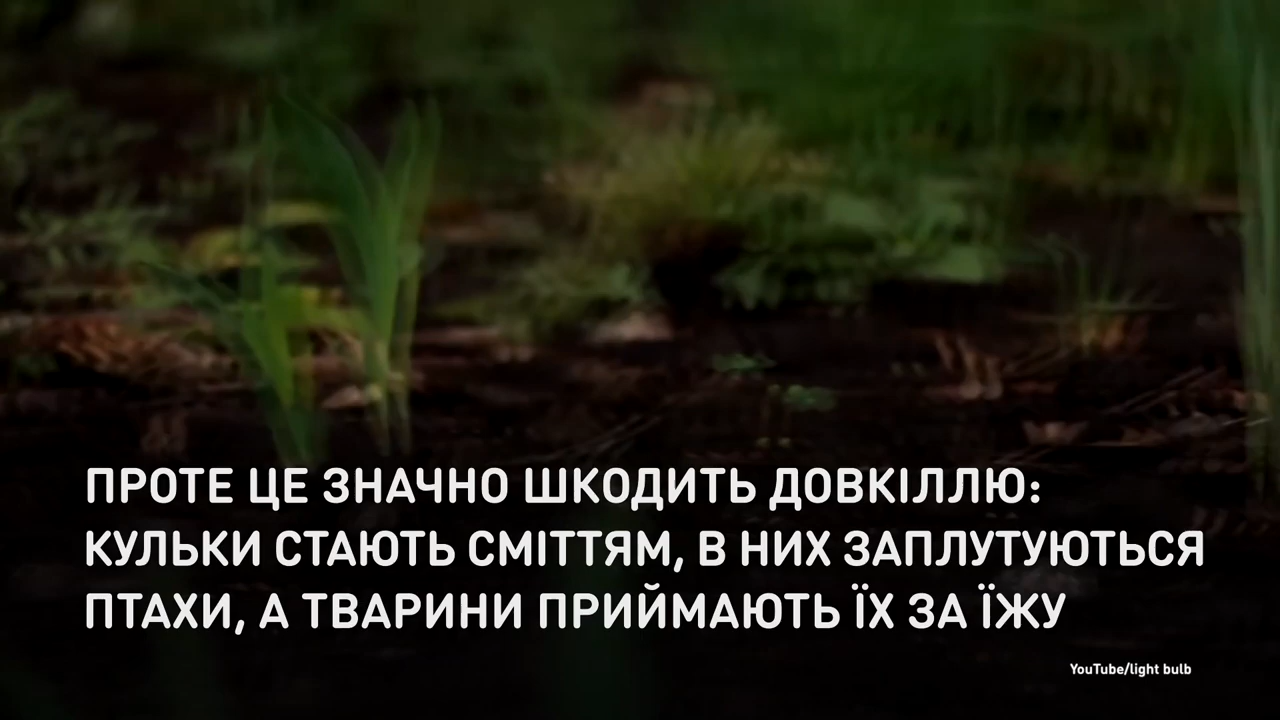 ПРОТЕ ЦЕ ЗНАЧНО ШКОДИТЬ ДОВКІЛЛЮ:
КУЛЬКИ СТАЮТЬ СМІТТЯМ, В НИХ ЗАПЛУТУЮТЬСЯ
ПТАХИ, А ТВАРИНИ ПРИЙМАЮТЬ ЇХ ЗА ЇЖУ
YouTube/light bulb